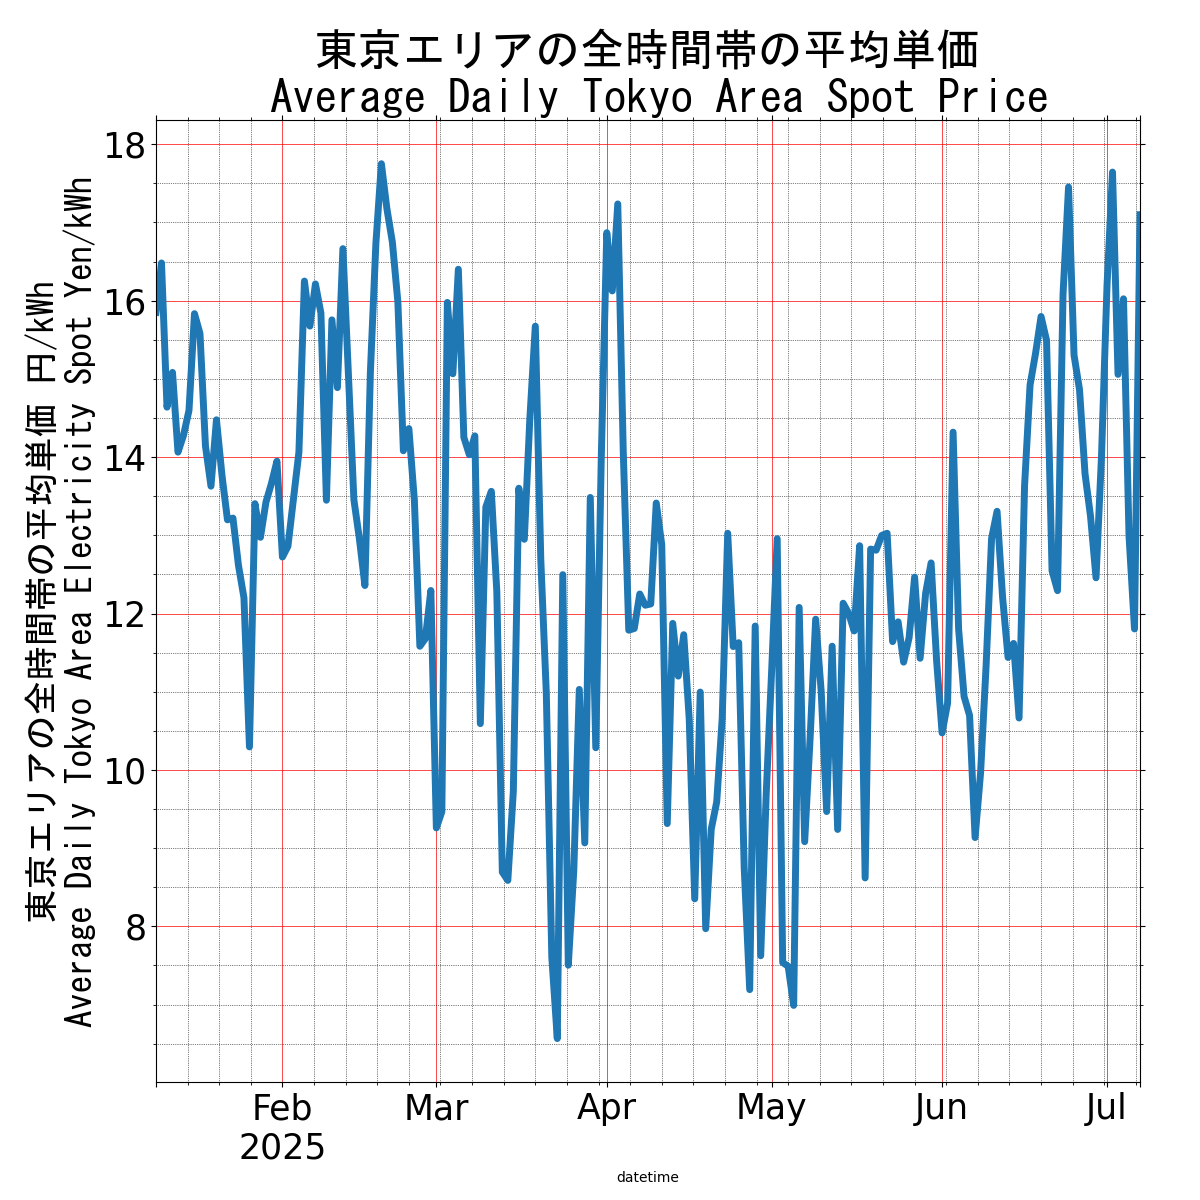 東京エリアの全時間帯の平均単価
Average Daily Tokyo Area Spot Price
東京エリアの全時間帯の平均単価 円/kWh
Average Daily Tokyo Area Electricity Spot Yen/kWh
18
16
14
12
10
8
Feb
2025
Mar
Apr
May
Jun
Jul
datetime